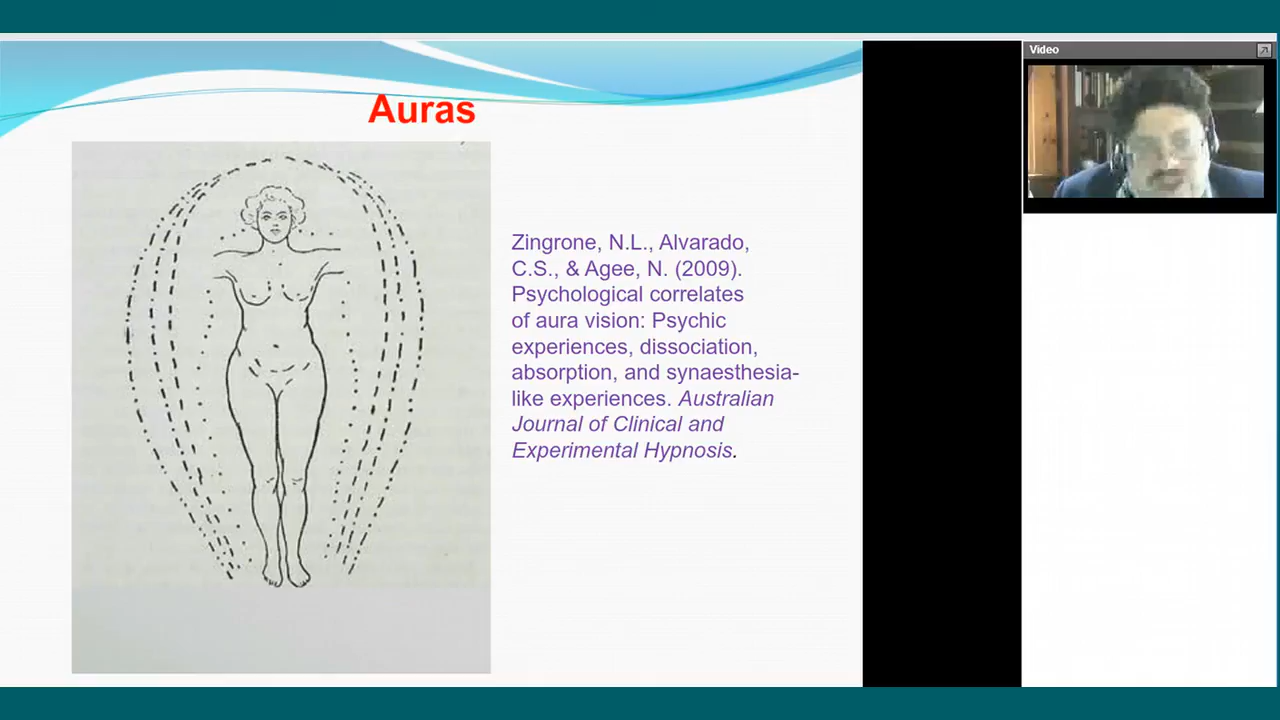 Auras
Zingrone, N.L., Alvarado,
C.S., & Agee, N. (2009).
Psychological correlates
of aura vision: Psychic
experiences, dissociation,
absorption, and synaesthesia-
like experiences. Australian
Journal of Clinical and
Experimental Hypnosis.
Video